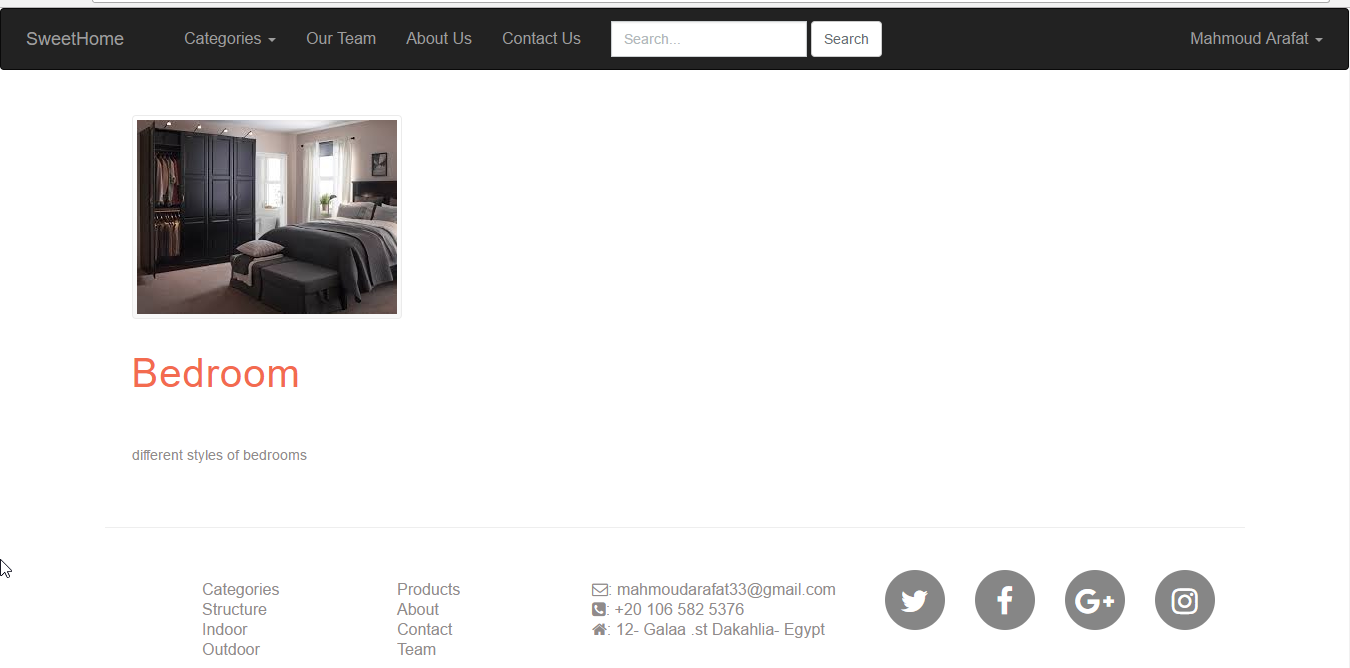 SweetHome Categories Our Team About Us Contact Us Search... Search Mahmoud Arafat
Bedroom
different styles of bedrooms
Categories
Structure
Indoor
Outdoor
Products
About
Contact
Team
: mahmoudarafat33@gmail.com
: +20 106 582 5376
: 12- Galaa .st Dakahlia- Egypt
G+